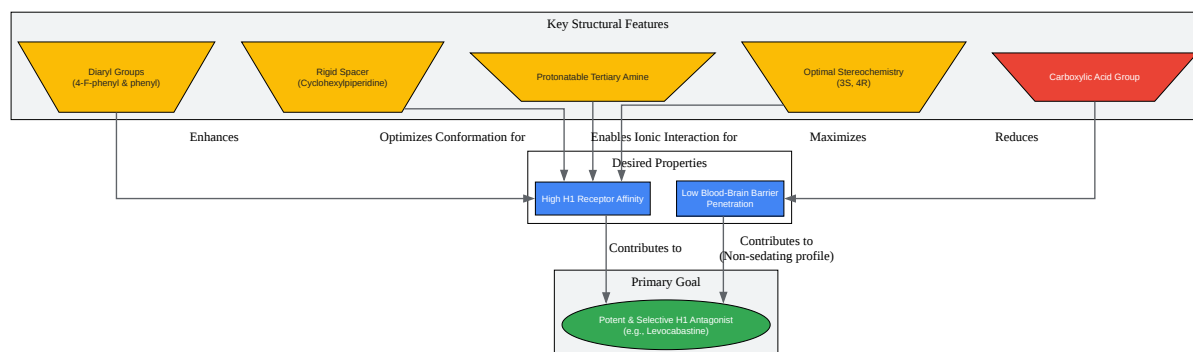 Key Structural Features
Diaryl Groups
(4-F-phenyl & phenyl)
Rigid Spacer
(Cyclohexylpiperidine)
Protonatable Tertiary Amine
Optimal Stereochemistry
(3S, 4R)
Carboxylic Acid Group
Enhances
Optimizes Conformation for
Enables Ionic Interaction for
Maximizes
Reduces
Desired Properties
High H1 Receptor Affinity
Low Blood-Brain Barrier
Penetration
Contributes to
Contributes to
(Non-sedating profile)
Primary Goal
Potent & Selective H1 Antagonist
(e.g., Levocabastine)